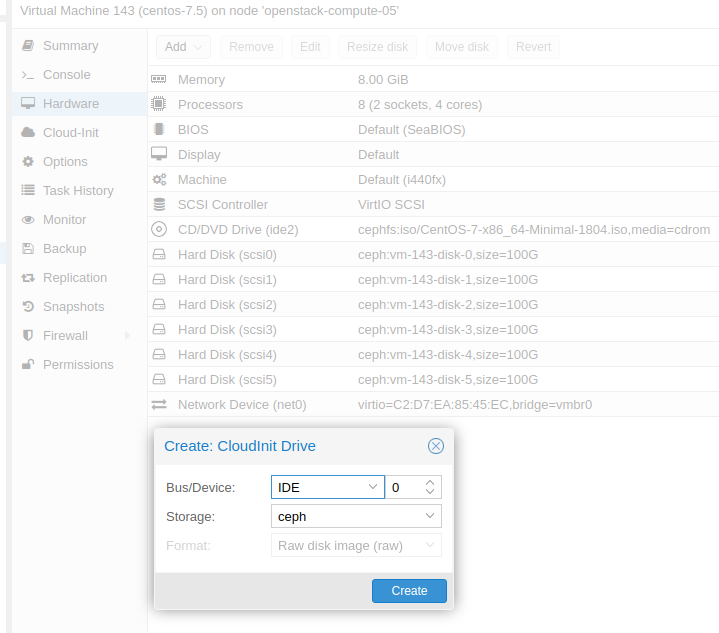 Virtual Machine 143 (centos-7.5) on node 'openstack-compute-05'
Summary
Console
Hardware
Cloud-Init
Options
Task History
Monitor
Backup
Replication
Snapshots
Firewall
Permissions
Add Remove Edit Resize disk Move disk Revert
Memory 8.00 GiB
Processors 8 (2 sockets, 4 cores)
BIOS Default (SeaBIOS)
Display Default
Machine Default (i440fx)
SCSI Controller VirtIO SCSI
CD/DVD Drive (ide2) cephfs:iso/CentOS-7-x86_64-Minimal-1804.iso,media=cdrom
Hard Disk (scsi0) ceph:vm-143-disk-0,size=100G
Hard Disk (scsi1) ceph:vm-143-disk-1,size=100G
Hard Disk (scsi2) ceph:vm-143-disk-2,size=100G
Hard Disk (scsi3) ceph:vm-143-disk-3,size=100G
Hard Disk (scsi4) ceph:vm-143-disk-4,size=100G
Hard Disk (scsi5) ceph:vm-143-disk-5,size=100G
Network Device (net0) virtio=C2:D7:EA:85:45:EC,bridge=vmbr0
Create: CloudInit Drive
Bus/Device: IDE 0
Storage: ceph
Format: Raw disk image (raw)
Create